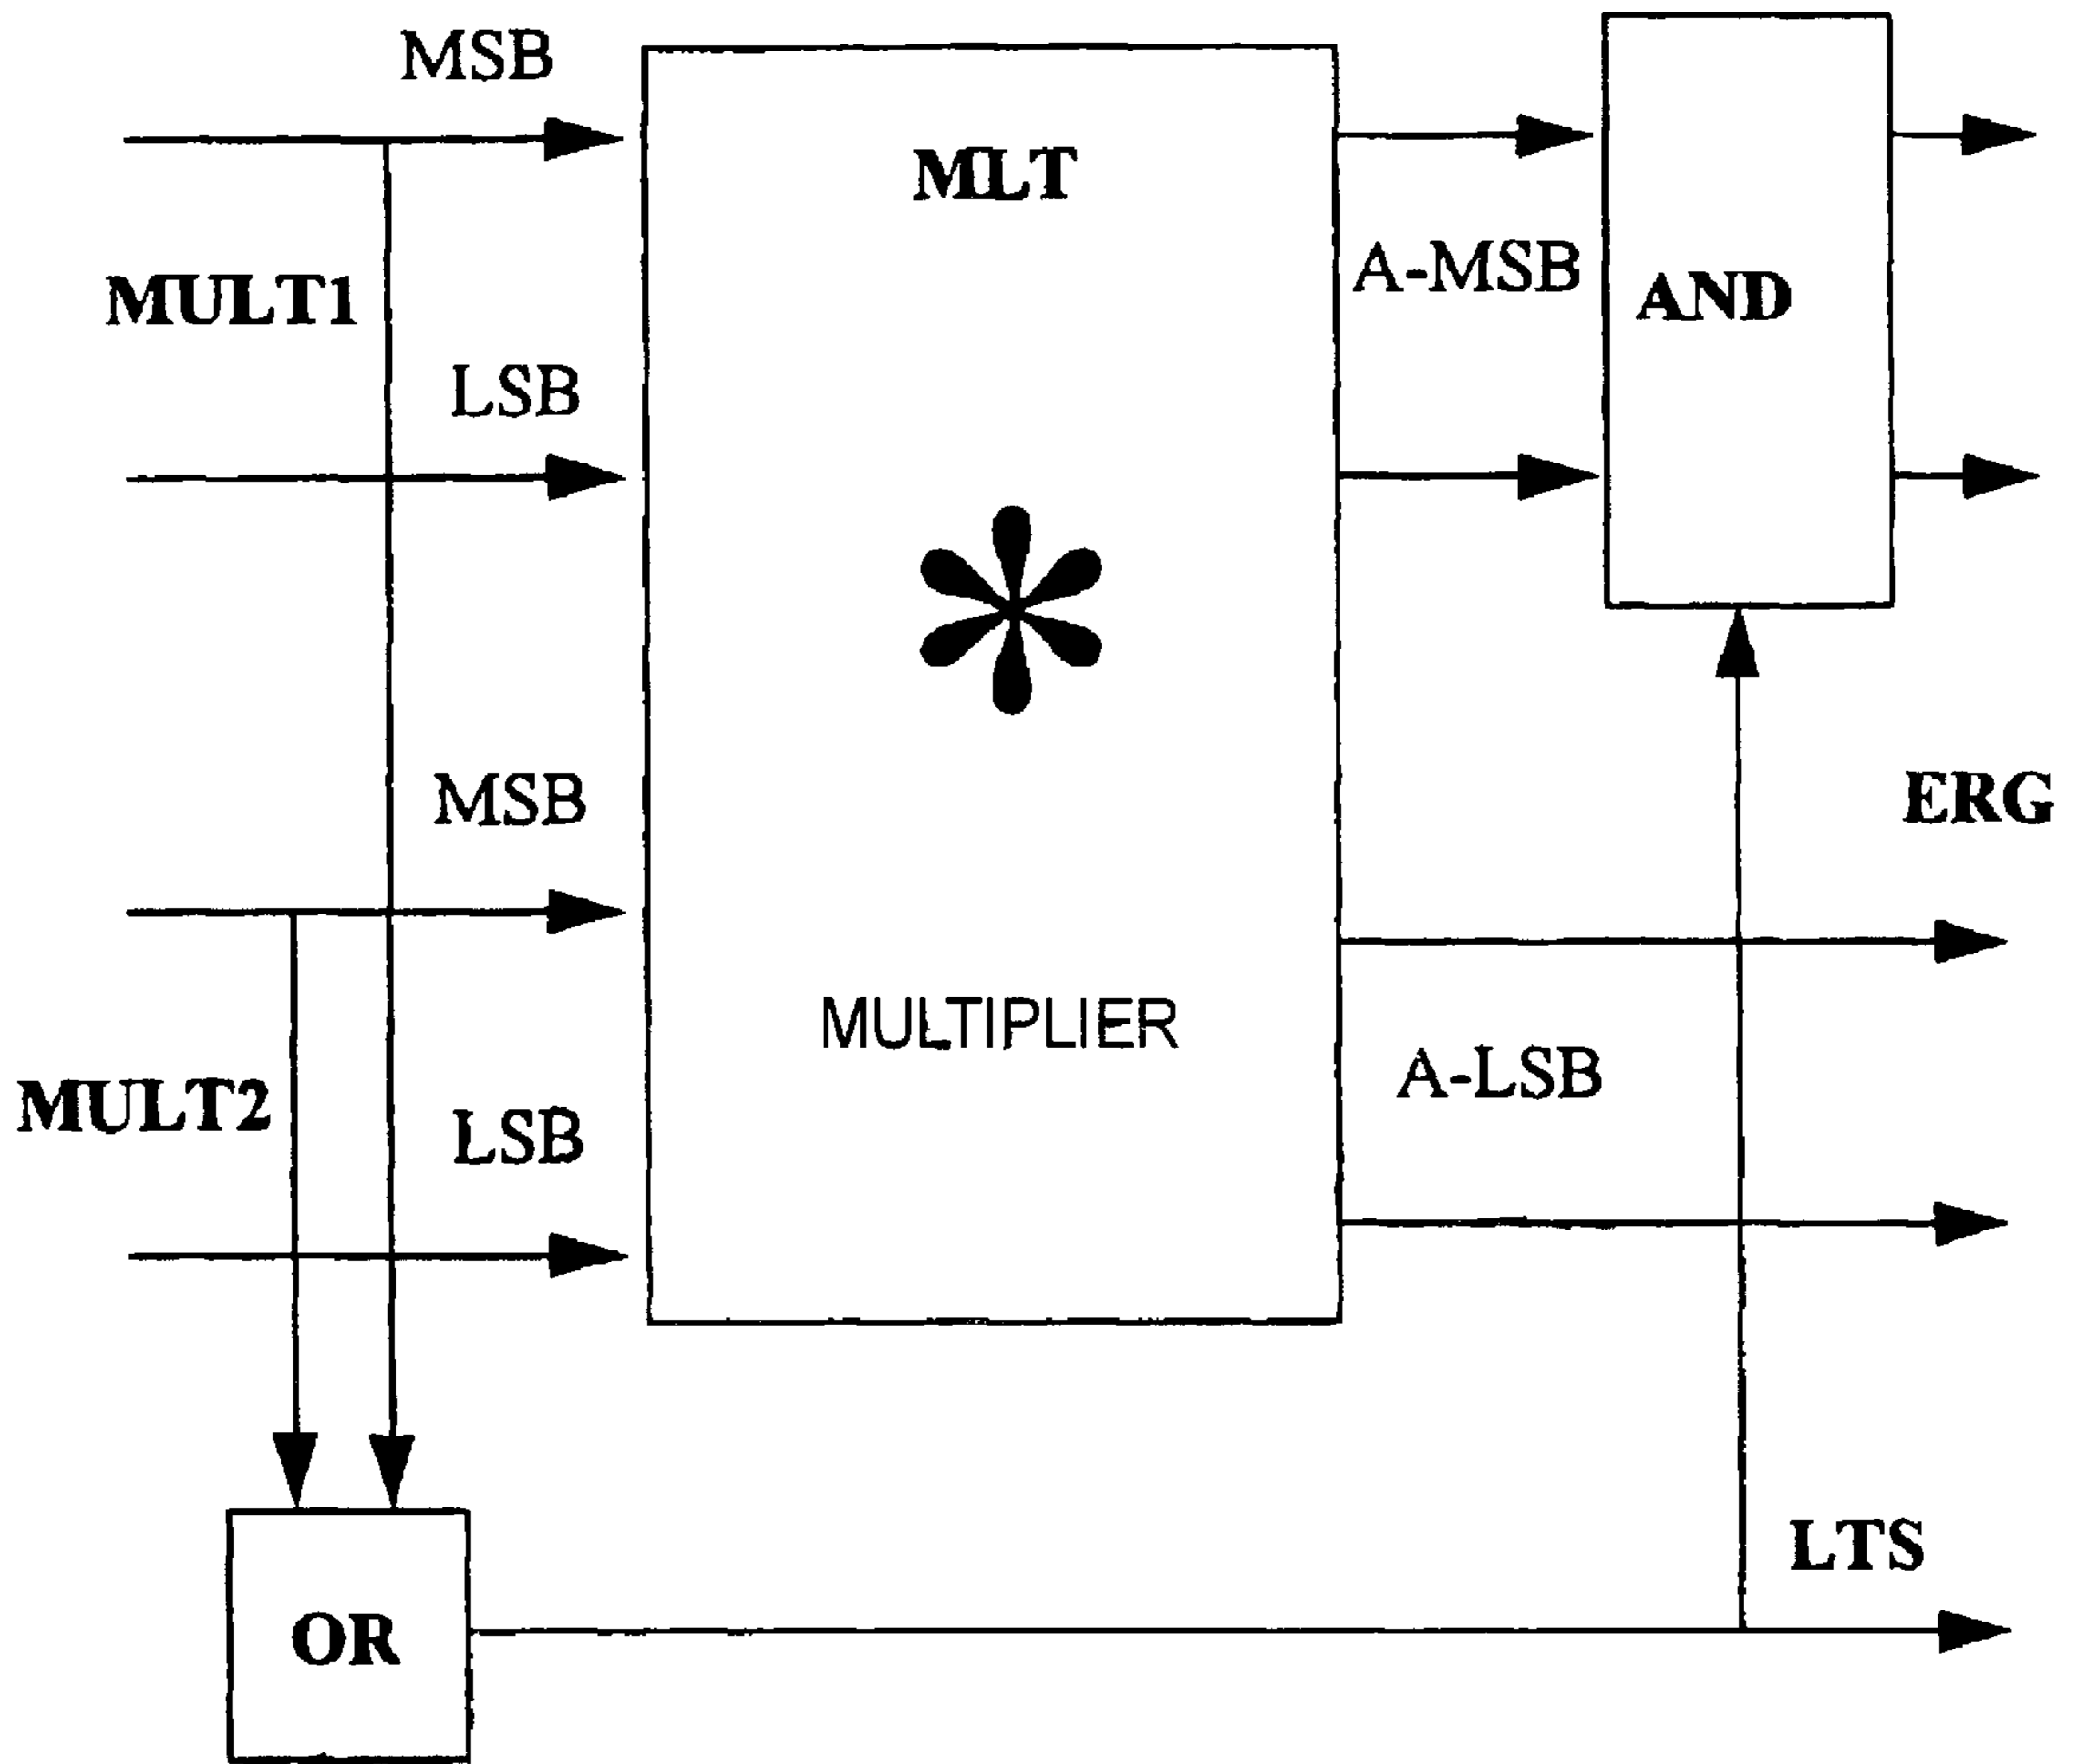 MSB
MLT
A-MSB
AND
MULT1
LSB
*
MSB
ERG
MULTIPLIER
A-LSB
MULT2
LSB
LTS
OR